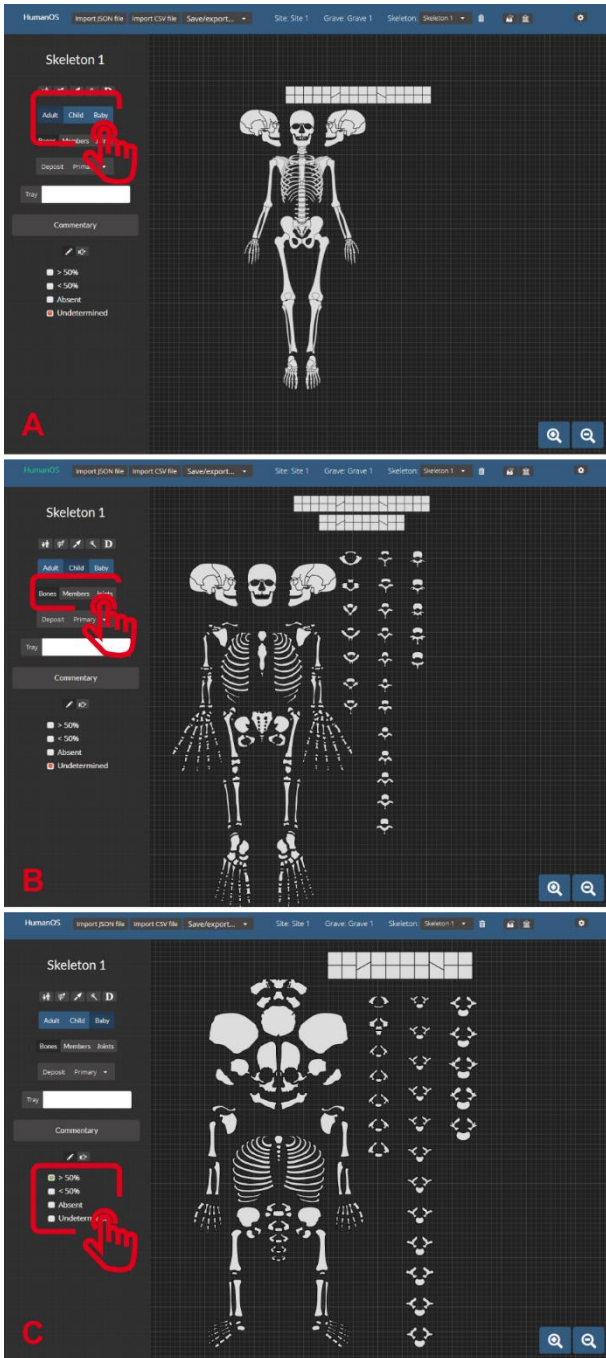 HumanOS Import JSON file Import CSV file Save/export... Site: Site 1 Grave: Grave 1 Skeleton: Skeleton 1
Skeleton 1
Adult Child Baby
Bones Members
Deposit Primary
Tray
Commentary
> 50%
< 50%
Absent
Undetermined
A
HumanOS Import JSON file Import CSV file Save/export... Site: Site 1 Grave: Grave 1 Skeleton: Skeleton 1
Skeleton 1
D
Adult Child Baby
Bones Members Joints
Deposit Primary
Tray
Commentary
> 50%
< 50%
Absent
Undetermined
B
HumanOS Import JSON file Import CSV file Save/export... Site: Site 1 Grave: Grave 1 Skeleton: Skeleton 1
Skeleton 1
D
Adult Child Baby
Bones Members Joints
Deposit Primary
Tray
Commentary
> 50%
< 50%
Absent
C